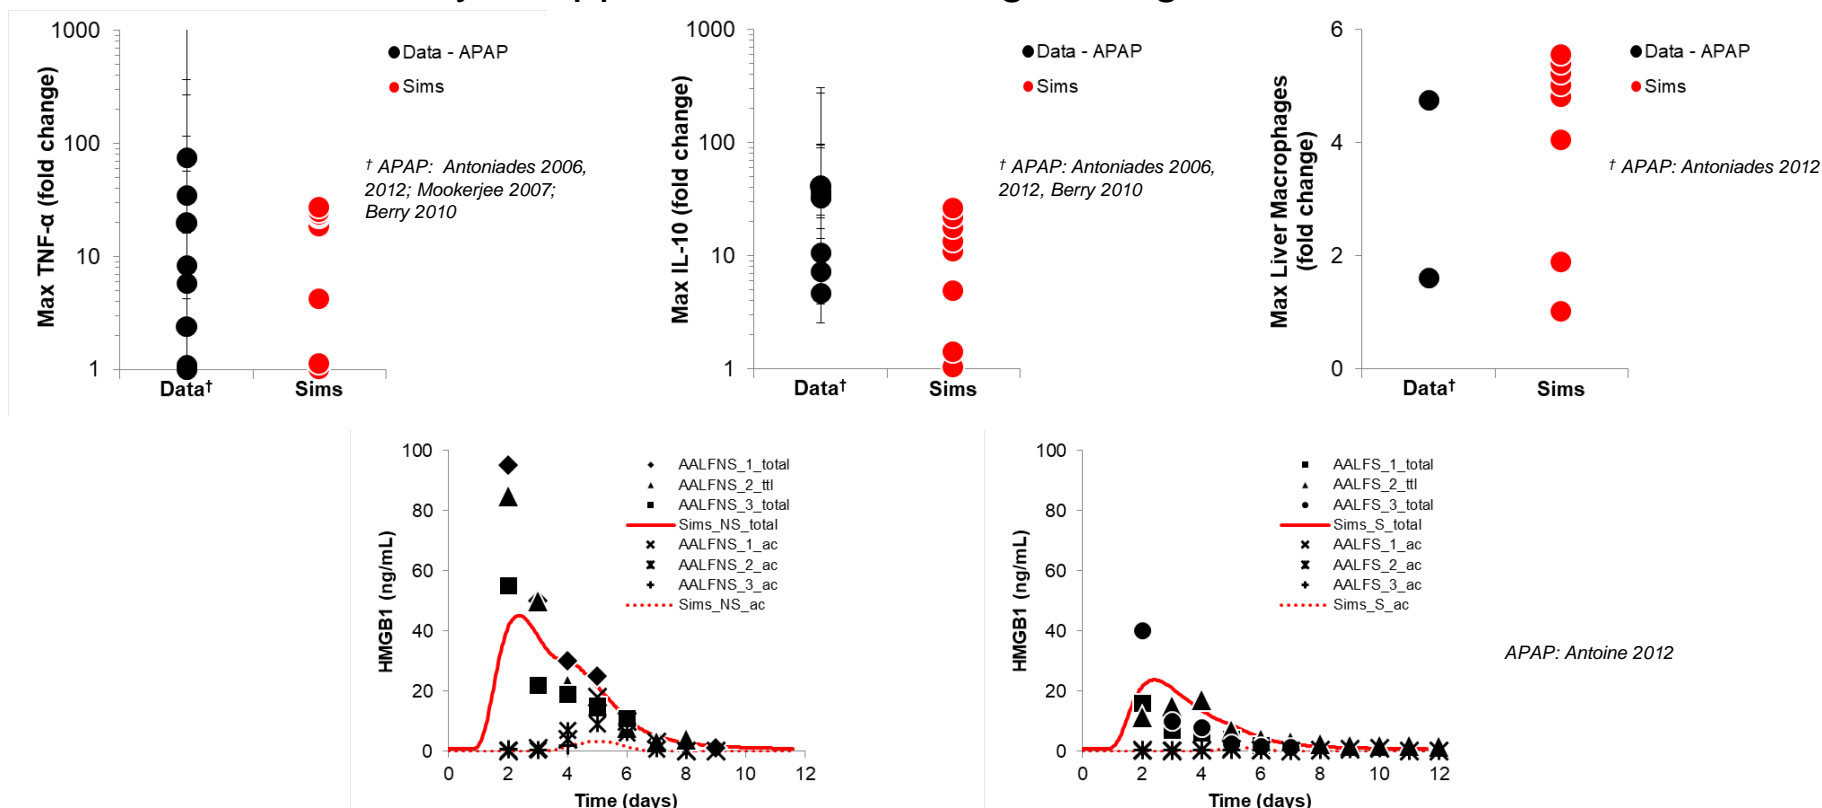 1000
100
10
1
Max TNF-α (fold change)
Data†
Sims
Data - APAP
Sims
† APAP: Antoniades 2006,
2012; Mookerjee 2007;
Berry 2010
1000
100
10
1
Max IL-10 (fold change)
Data†
Sims
Data - APAP
Sims
† APAP: Antoniades 2006,
2012, Berry 2010
6
4
2
0
Max Liver Macrophages
(fold change)
Data†
Sims
Data - APAP
Sims
† APAP: Antoniades 2012
100
80
60
40
20
0
HMGB1 (ng/mL)
0 2 4 6 8 10 12
Time (days)
AALFNS_1_total
AALFNS_2_ttl
AALFNS_3_total
Sims_NS_total
AALFNS_1_ac
AALFNS_2_ac
AALFNS_3_ac
Sims_NS_ac
100
80
60
40
20
0
HMGB1 (ng/mL)
0 2 4 6 8 10 12
Time (days)
AALFS_1_total
AALFS_2_ttl
AALFS_3_total
Sims_S_total
AALFS_1_ac
AALFS_2_ac
AALFS_3_ac
Sims_S_ac
APAP: Antoine 2012